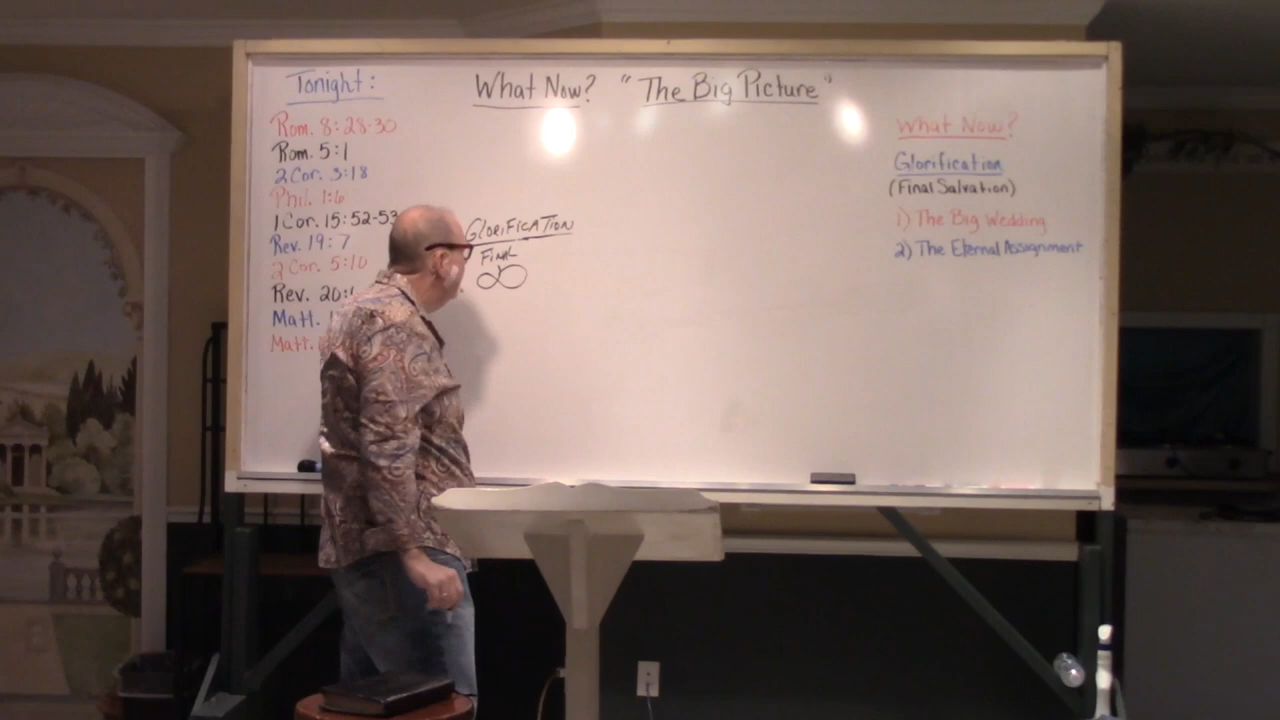 Tonight:
What Now? "The Big Picture"
Rom. 8:28-30
Rom. 5:1
2 Cor. 3:18
Phil. 1:6
1 Cor. 15:52-53
Rev. 19:7
2 Cor. 5:10
Rev. 20:
Matt.
Matt.
GLORIFICATION
FINAL
∞
What Now?
Glorification
(Final Salvation)
1) The Big Wedding
2) The Eternal Assignment